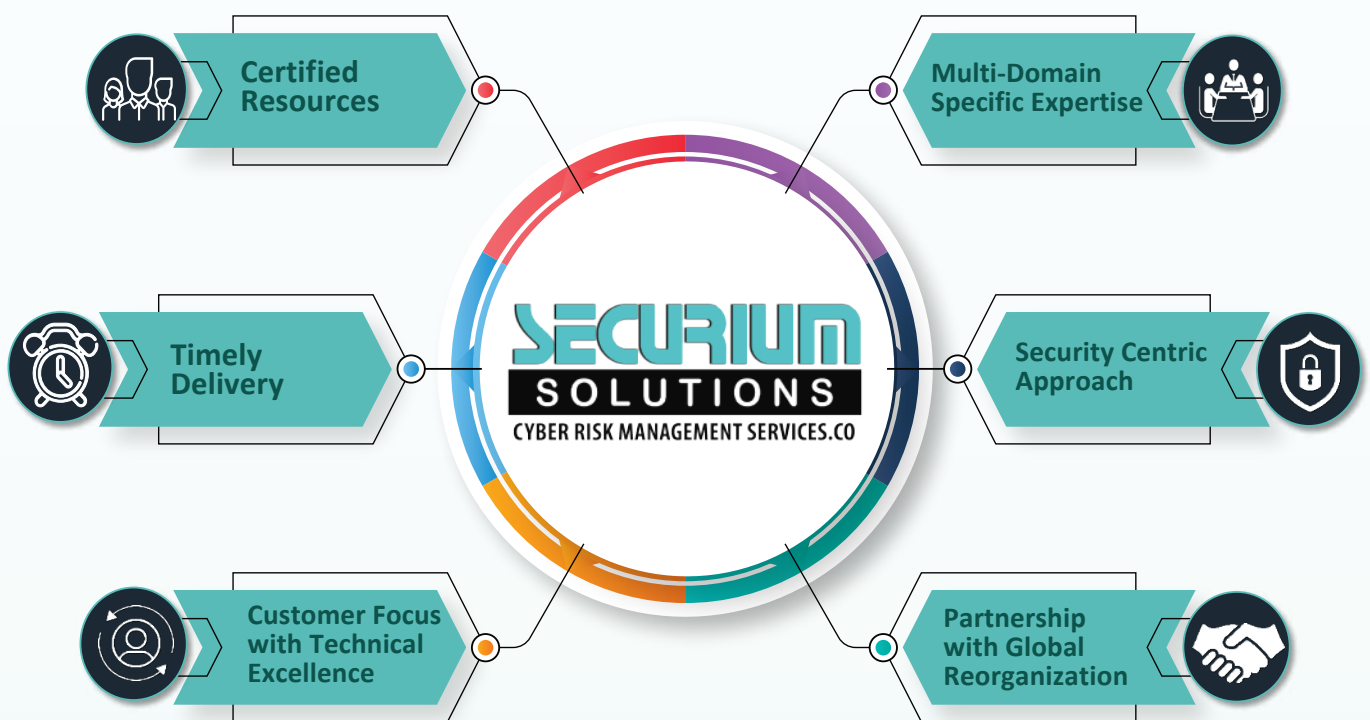 Certified
Resources
Multi-Domain
Specific Expertise
Timely
Delivery
SECURIUM
SOLUTIONS
CYBER RISK MANAGEMENT SERVICES.CO
Security Centric
Approach
Customer Focus
with Technical
Excellence
Partnership
with Global
Reorganization